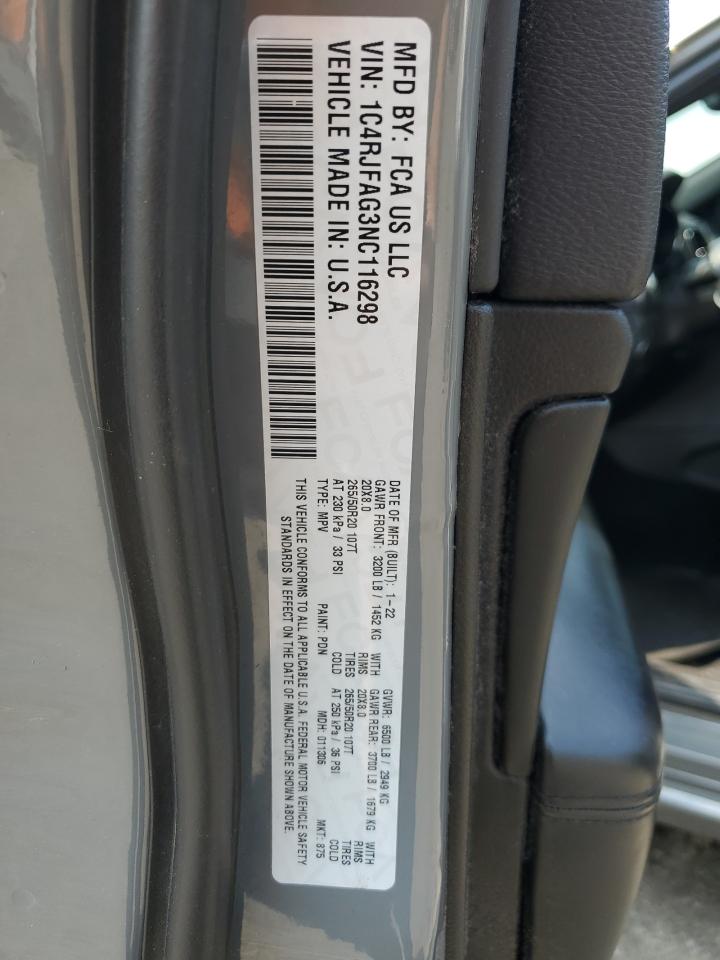 MFD BY: FCA US LLC
VIN: 1C4RJFAG3NC116298
VEHICLE MADE IN: U.S.A.
DATE OF MFR (BUILT): 1-22 GVWR: 6500 LB / 2949 KG
GAWR FRONT: 3200 LB / 1452 KG WITH GAWR REAR: 3700 LB / 1679 KG WITH
20X8.0 RIMS 20X8.0 RIMS
265/50R20 107T TIRES 265/50R20 107T TIRES
AT 230 kPa / 33 PSI COLD AT 250 kPa / 36 PSI COLD
TYPE: MPV PAINT: PDN MDH: 011306 MKT: 875
THIS VEHICLE CONFORMS TO ALL APPLICABLE U.S.A. FEDERAL MOTOR VEHICLE SAFETY
STANDARDS IN EFFECT ON THE DATE OF MANUFACTURE SHOWN ABOVE.